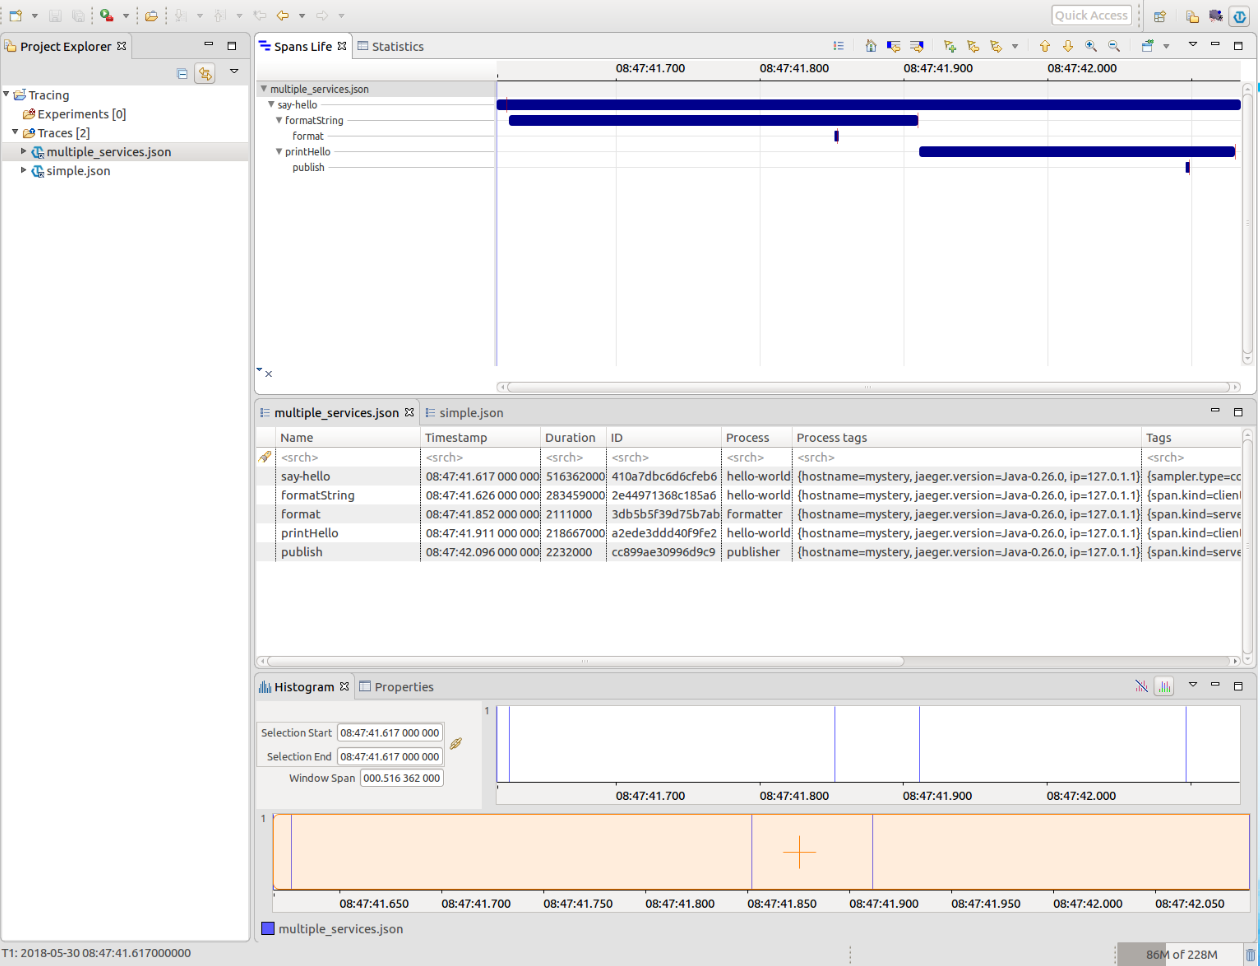 Quick Access
Project Explorer
Tracing
Experiments [0]
Traces [2]
multiple_services.json
simple.json
Spans Life
Statistics
08:47:41.700 08:47:41.800 08:47:41.900 08:47:42.000
multiple_services.json
say-hello
formatString
format
printHello
publish
multiple_services.json simple.json
Name Timestamp Duration ID Process Process tags Tags
<srch> <srch> <srch> <srch> <srch> <srch> <srch>
say-hello 08:47:41.617 000 000 516362000 410a7dbc6d6cfeb6 hello-world {hostname=mystery, jaeger.version=Java-0.26.0, ip=127.0.1.1} {sampler.type=co
formatString 08:47:41.626 000 000 283459000 2e44971368c185a6 hello-world {hostname=mystery, jaeger.version=Java-0.26.0, ip=127.0.1.1} {span.kind=client
format 08:47:41.852 000 000 2111000 3db5b5f39d75b7ab formatter {hostname=mystery, jaeger.version=Java-0.26.0, ip=127.0.1.1} {span.kind=serve
printHello 08:47:41.911 000 000 218667000 a2ede3ddd40f9fe2 hello-world {hostname=mystery, jaeger.version=Java-0.26.0, ip=127.0.1.1} {span.kind=client
publish 08:47:42.096 000 000 2232000 cc899ae30996d9c9 publisher {hostname=mystery, jaeger.version=Java-0.26.0, ip=127.0.1.1} {span.kind=serve
Histogram Properties
Selection Start 08:47:41.617 000 000
Selection End 08:47:41.617 000 000
Window Span 000.516 362 000
1
08:47:41.700 08:47:41.800 08:47:41.900 08:47:42.000
1
08:47:41.650 08:47:41.700 08:47:41.750 08:47:41.800 08:47:41.850 08:47:41.900 08:47:41.950 08:47:42.000 08:47:42.050
multiple_services.json
T1: 2018-05-30 08:47:41.617000000
86M of 228M